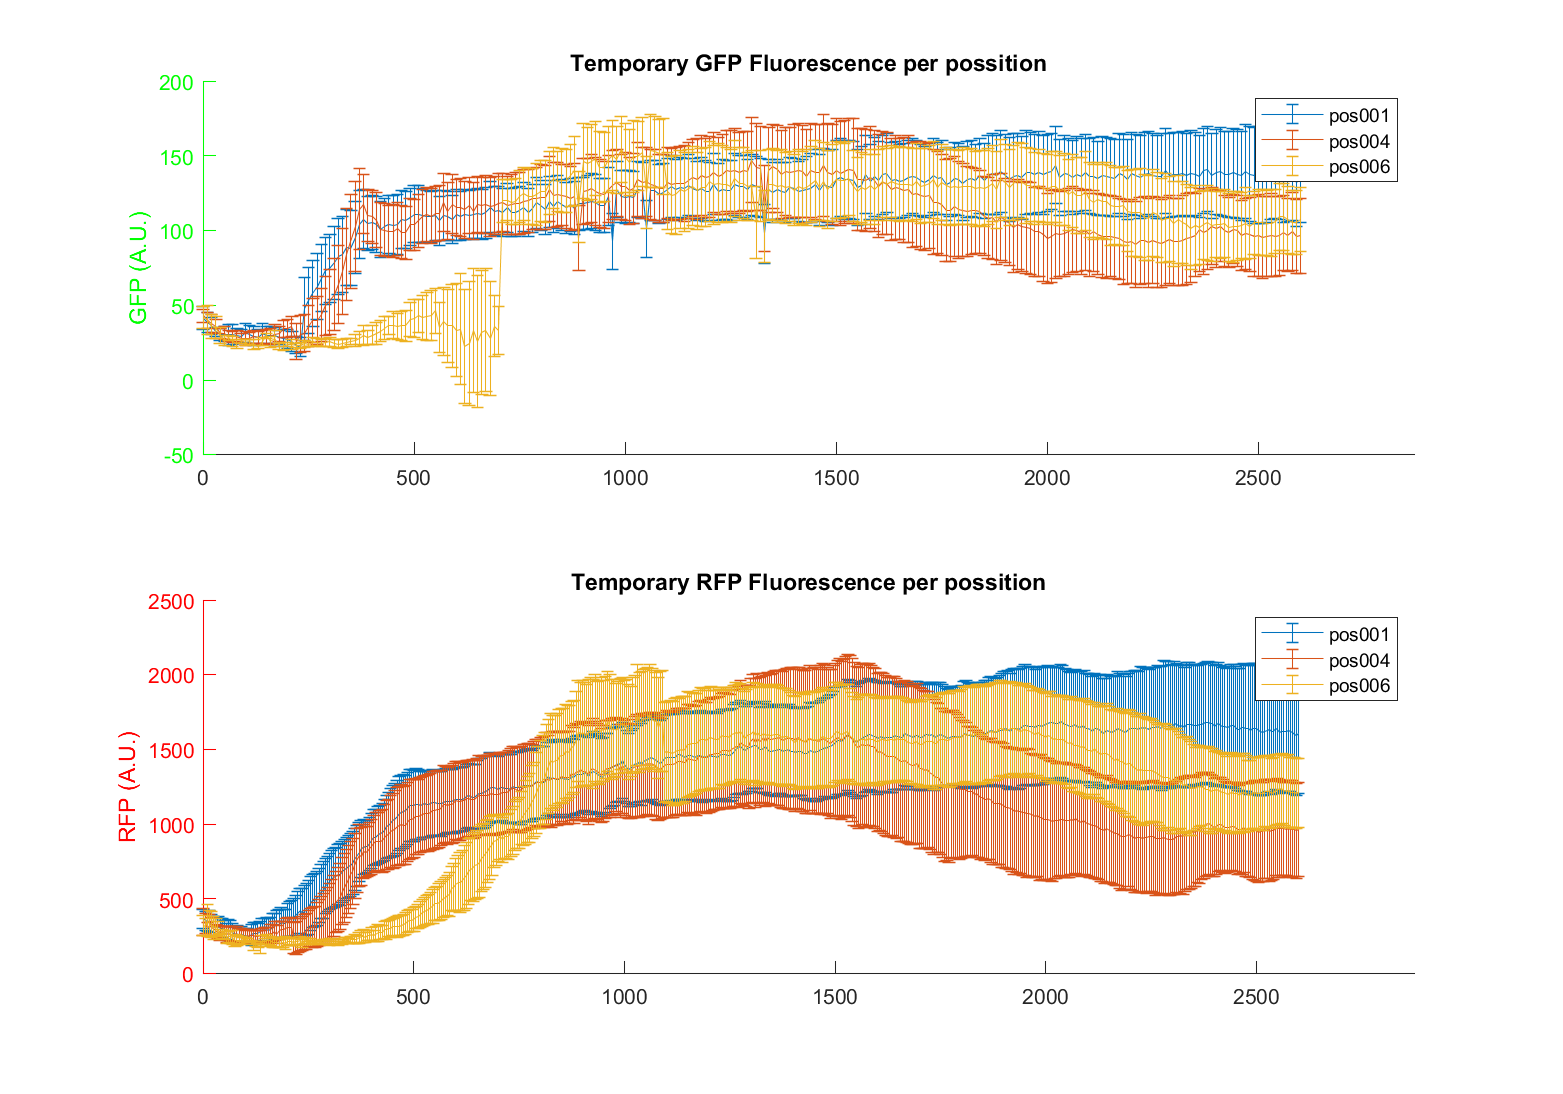 Temporary GFP Fluorescence per possition
200
150
100
50
0
-50
GFP (A.U.)
0 500 1000 1500 2000 2500
pos001
pos004
pos006
Temporary RFP Fluorescence per possition
2500
2000
1500
1000
500
0
RFP (A.U.)
0 500 1000 1500 2000 2500
pos001
pos004
pos006